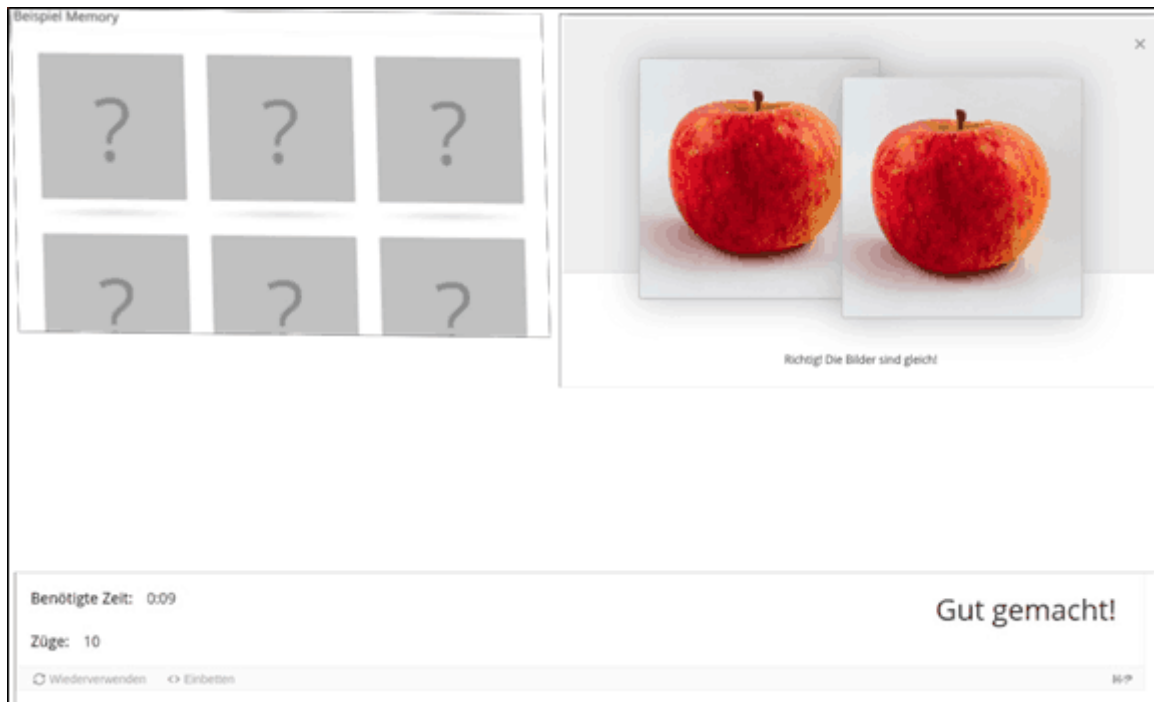 Beispiel Memory
?
?
?
?
?
?
×
Richtig! Die Bilder sind gleich!
Benötigte Zeit: 0:09
Gut gemacht!
Züge: 10
Wiederverwenden <> Einbetten